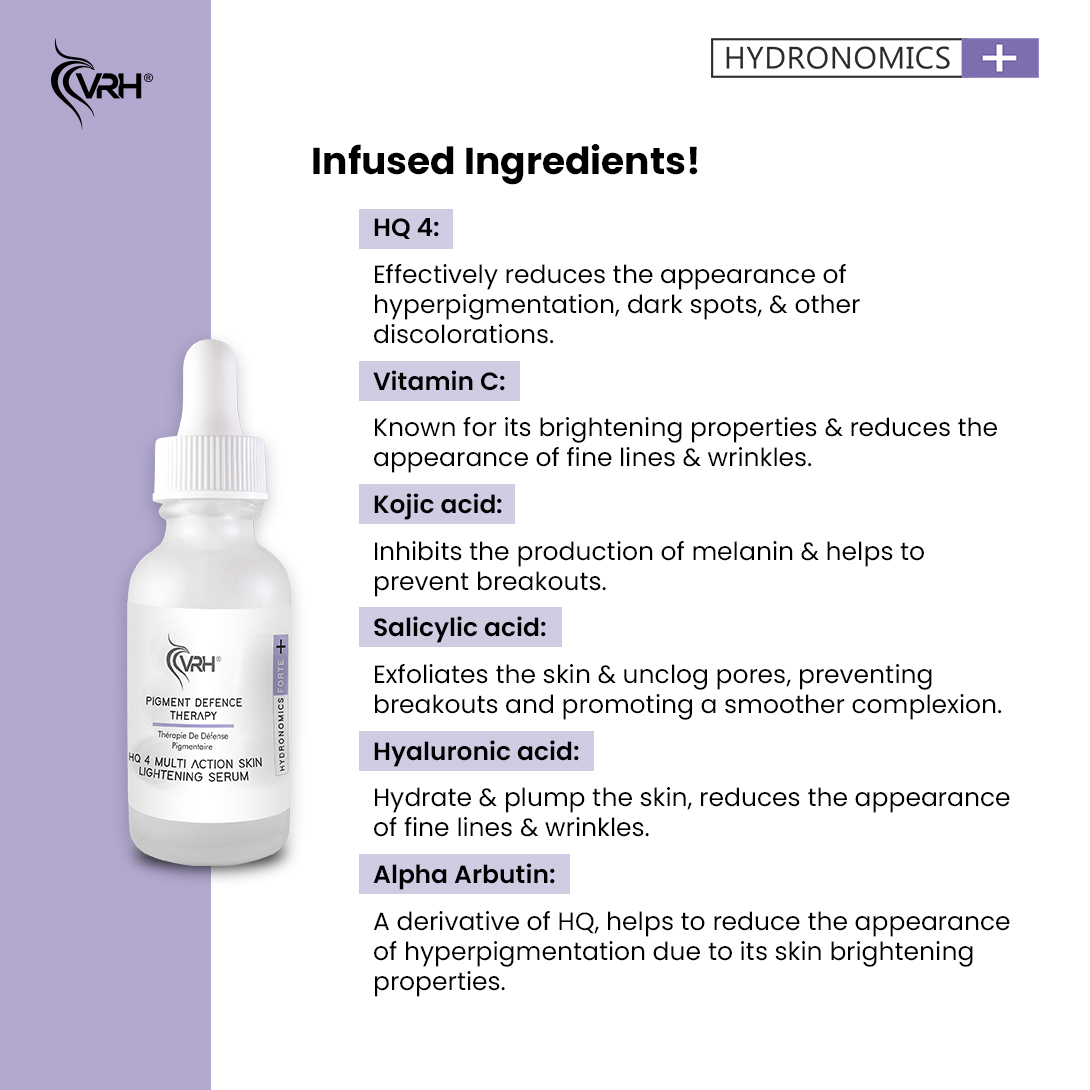 VRH®
HYDRONOMICS +
Infused Ingredients!
HQ 4:
Effectively reduces the appearance of
hyperpigmentation, dark spots, & other
discolorations.
Vitamin C:
Known for its brightening properties & reduces the
appearance of fine lines & wrinkles.
Kojic acid:
Inhibits the production of melanin & helps to
prevent breakouts.
Salicylic acid:
Exfoliates the skin & unclog pores, preventing
breakouts and promoting a smoother complexion.
Hyaluronic acid:
Hydrate & plump the skin, reduces the appearance
of fine lines & wrinkles.
Alpha Arbutin:
A derivative of HQ, helps to reduce the appearance
of hyperpigmentation due to its skin brightening
properties.
VRH®
PIGMENT DEFENCE
THERAPY
Thérapie De Défense
Pigmentaire
HQ 4 MULTI ACTION SKIN
LIGHTENING SERUM
HYDRONOMICS FORTE +